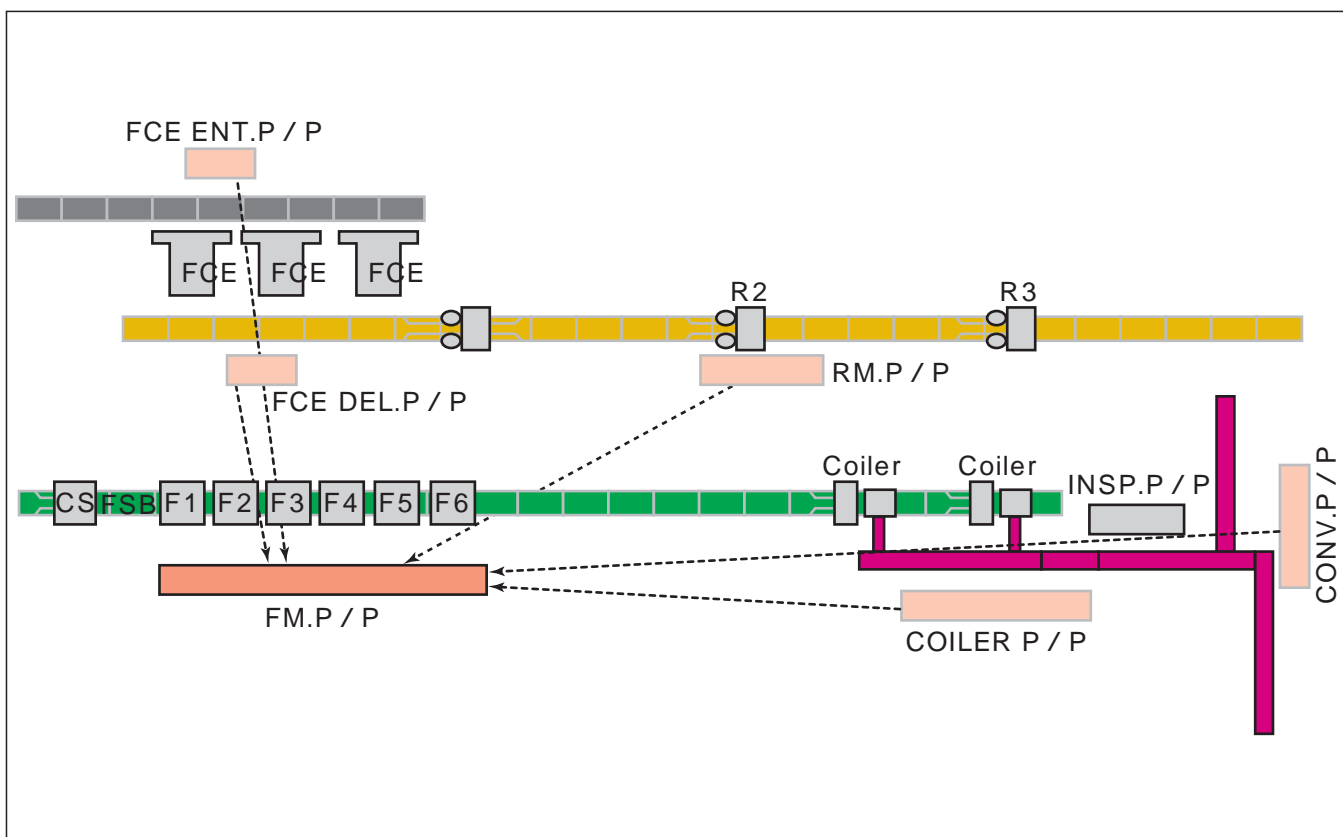 FCE ENT.P / P
FCE FCE FCE
R2 R3
RM.P / P
FCE DEL.P / P
Coiler Coiler
CS FSB F1 F2 F3 F4 F5 F6
INSP.P / P
CONV.P / P
FM.P / P
COILER P / P